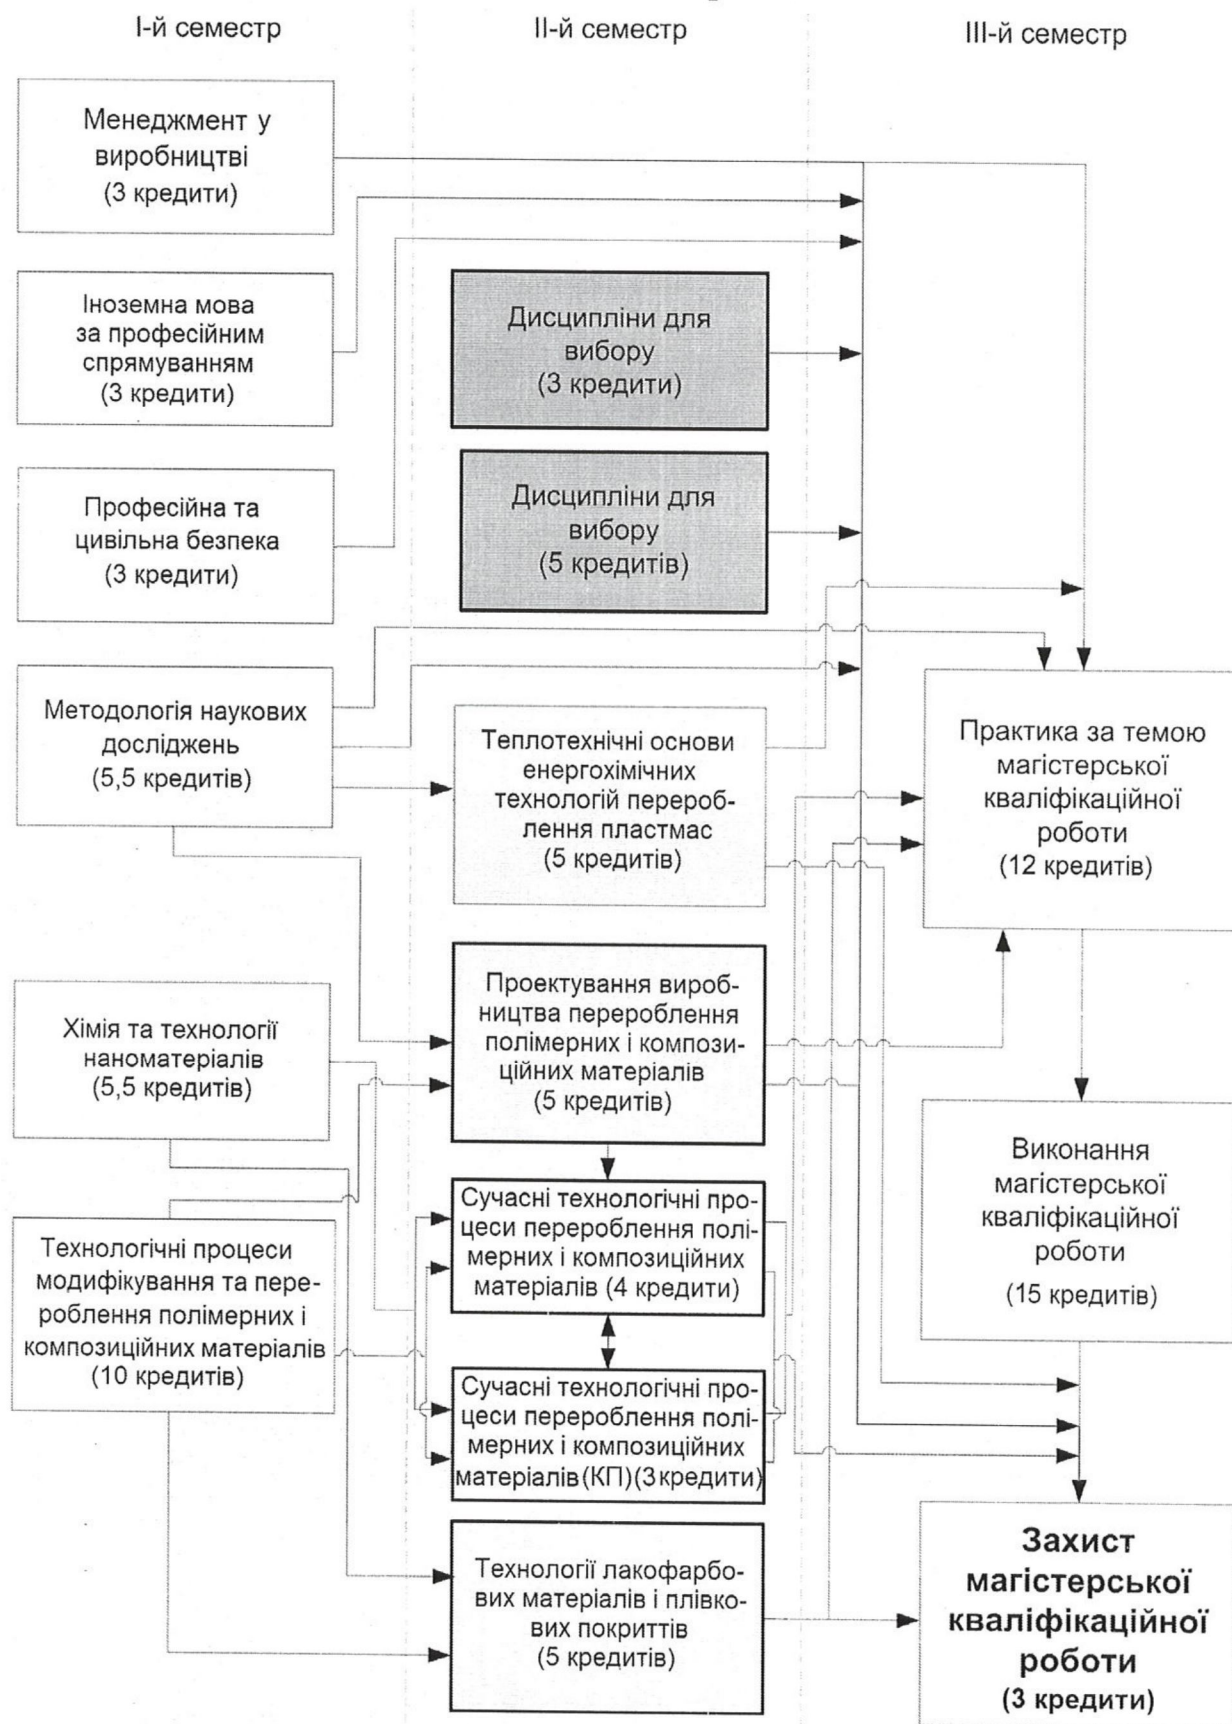 І-й семестр
ІІ-й семестр
ІІІ-й семестр
Менеджмент у
виробництві
(3 кредити)
Іноземна мова
за професійним
спрямуванням
(3 кредити)
Професійна та
цивільна безпека
(3 кредити)
Методологія наукових
досліджень
(5,5 кредитів)
Хімія та технології
наноматеріалів
(5,5 кредитів)
Технологічні процеси
модифікування та пере-
роблення полімерних і
композиційних матеріалів
(10 кредитів)
Дисципліни для
вибору
(3 кредити)
Дисципліни для
вибору
(5 кредитів)
Теплотехнічні основи
енергохімічних
технологій перероб-
лення пластмас
(5 кредитів)
Проектування вироб-
ництва перероблення
полімерних і компози-
ційних матеріалів
(5 кредитів)
Сучасні технологічні про-
цеси перероблення полі-
мерних і композиційних
матеріалів (4 кредити)
Сучасні технологічні про-
цеси перероблення полі-
мерних і композиційних
матеріалів (КП) (3 кредити)
Технології лакофарбо-
вих матеріалів і плівко-
вих покриттів
(5 кредитів)
Практика за темою
магістерської
кваліфікаційної
роботи
(12 кредитів)
Виконання
магістерської
кваліфікаційної
роботи
(15 кредитів)
Захист
магістерської
кваліфікаційної
роботи
(3 кредити)